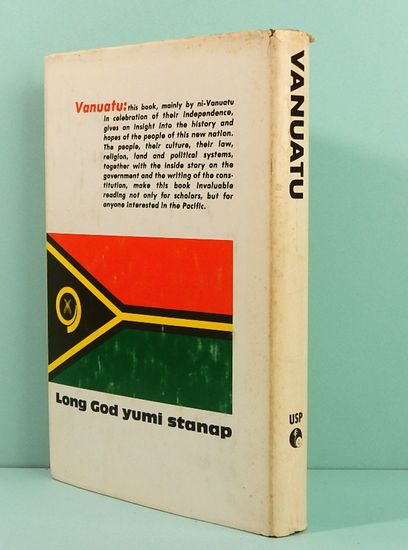 Vanuatu: this book, mainly by ni-Vanuatu
in celebration of their independence,
gives an insight into the history and
hopes of the people of this new nation.
The people, their culture, their law,
religion, land and political systems,
together with the inside story on the
government and the writing of the cons-
titution, make this book invaluable
reading not only for scholars, but for
anyone interested in the Pacific.
Long God yumi stanap
VANUATU
USP